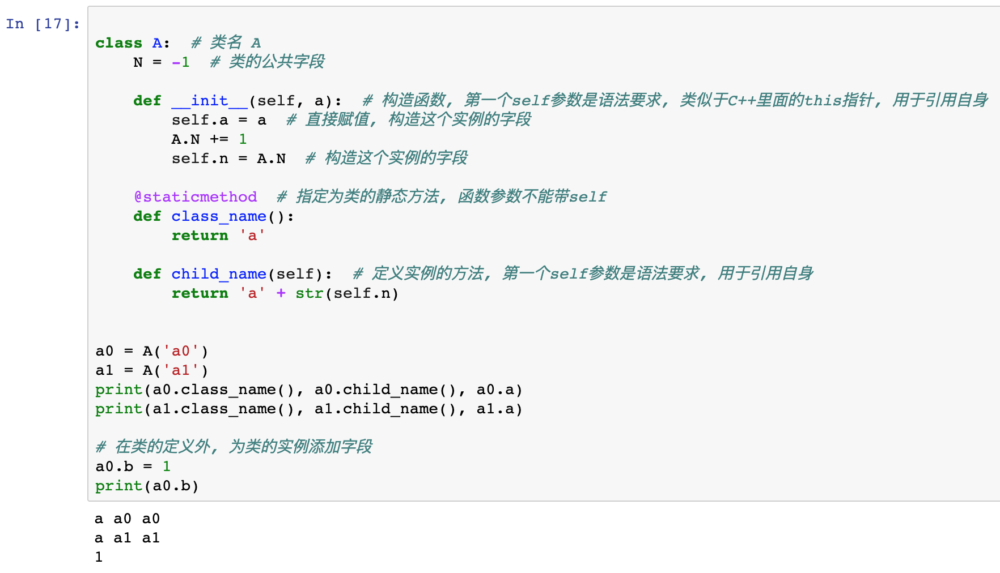 In [17]:
class A:  # 类名 A
    N = -1  # 类的公共字段
    def __init__(self, a):  # 构造函数, 第一个self参数是语法要求, 类似于C++里面的this指针, 用于引用自身
        self.a = a  # 直接赋值, 构造这个实例的字段
        A.N += 1
        self.n = A.N  # 构造这个实例的字段
    @staticmethod  # 指定为类的静态方法, 函数参数不能带self
    def class_name():
        return 'a'
    def child_name(self):  # 定义实例的方法, 第一个self参数是语法要求, 用于引用自身
        return 'a' + str(self.n)
a0 = A('a0')
a1 = A('a1')
print(a0.class_name(), a0.child_name(), a0.a)
print(a1.class_name(), a1.child_name(), a1.a)
# 在类的定义外, 为类的实例添加字段
a0.b = 1
print(a0.b)
a a0 a0
a a1 a1
1